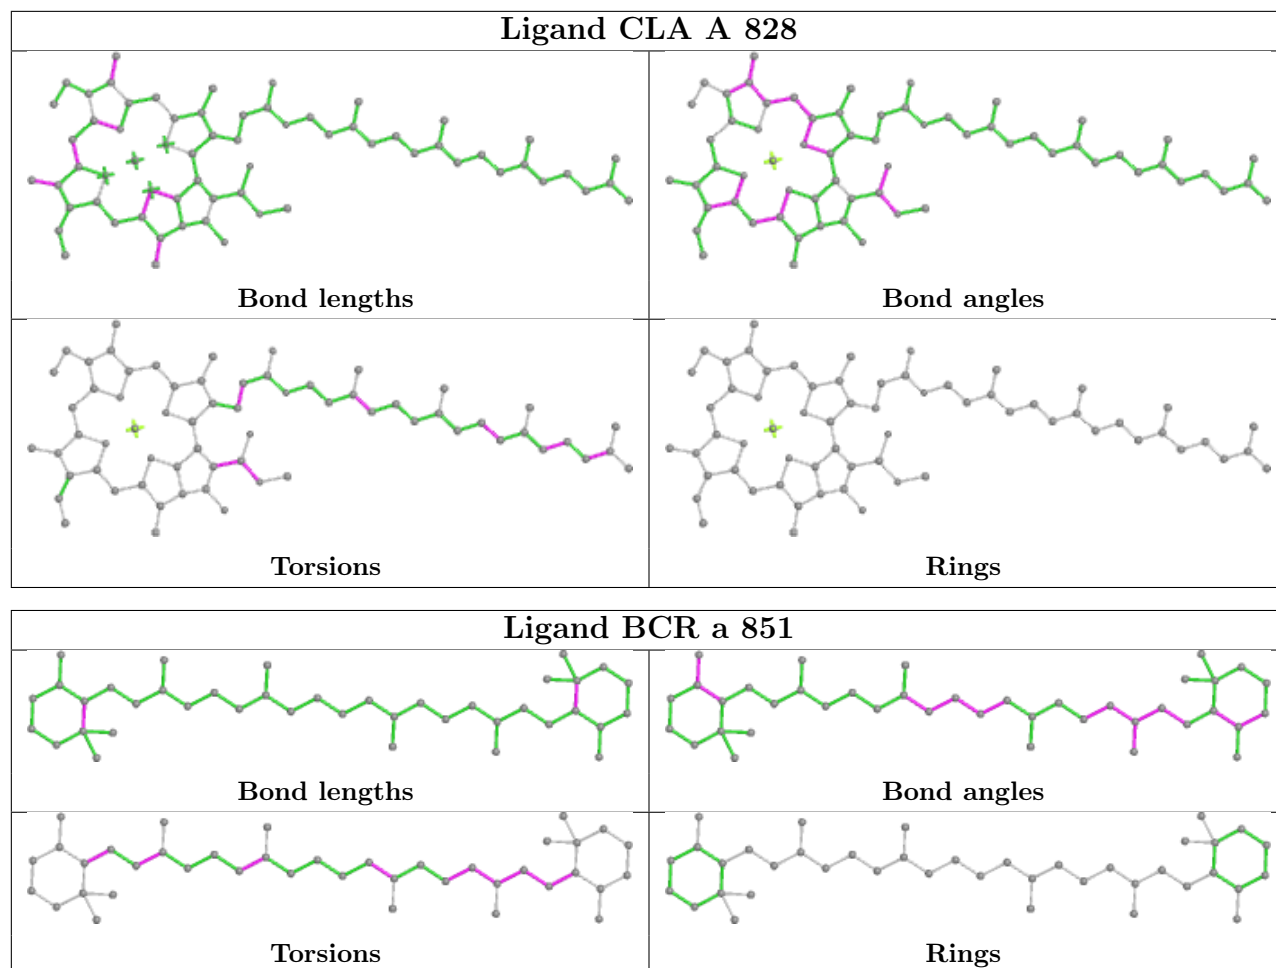 Ligand CLA A 828
Bond lengths
Bond angles
Torsions
Rings
Ligand BCR a 851
Bond lengths
Bond angles
Torsions
Rings